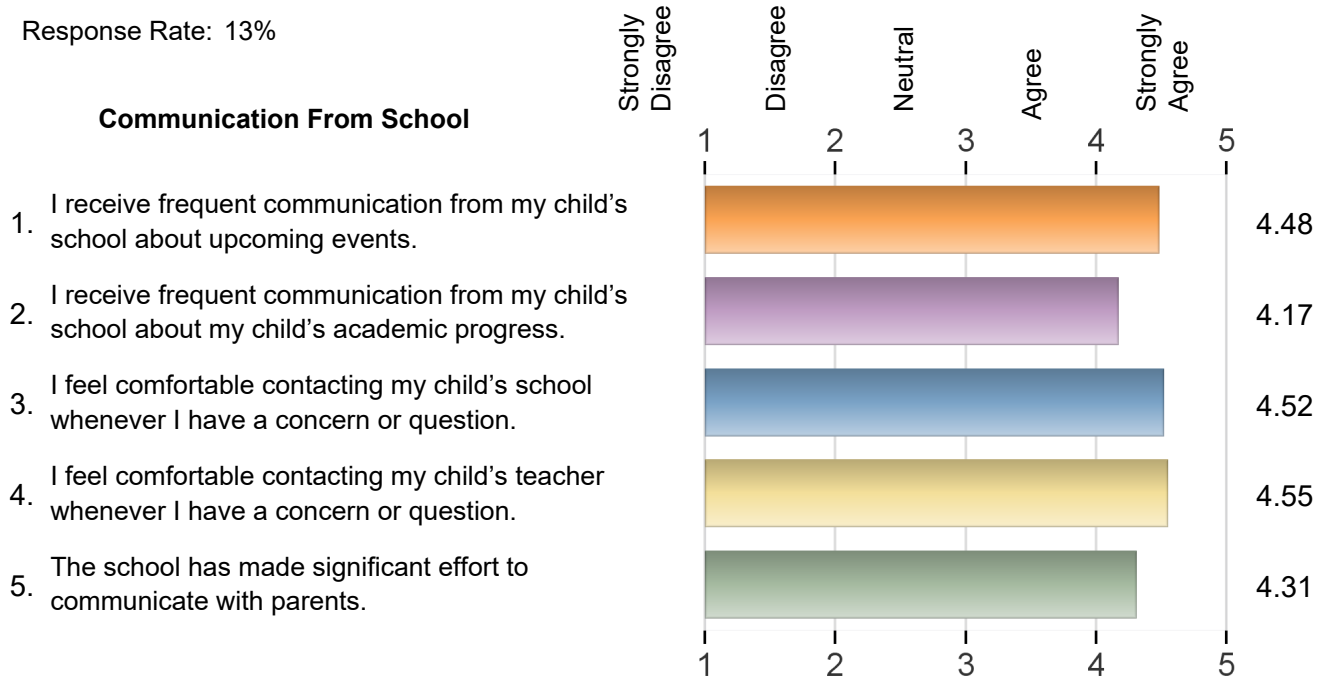 Response Rate: 13%
Strongly
Disagree
Disagree
Neutral
Agree
Strongly
Agree
Communication From School
1 2 3 4 5
1. I receive frequent communication from my child’s
school about upcoming events.
4.48
2. I receive frequent communication from my child’s
school about my child’s academic progress.
4.17
3. I feel comfortable contacting my child’s school
whenever I have a concern or question.
4.52
4. I feel comfortable contacting my child’s teacher
whenever I have a concern or question.
4.55
5. The school has made significant effort to
communicate with parents.
4.31
1 2 3 4 5